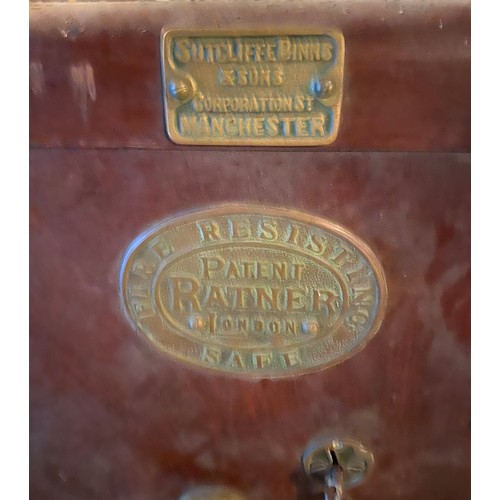 SUTCLIFFE BINNS
& SONS
CORPORATION ST
MANCHESTER
FIRE RESISTING
PATENT
RATNER
LONDON
SAFE